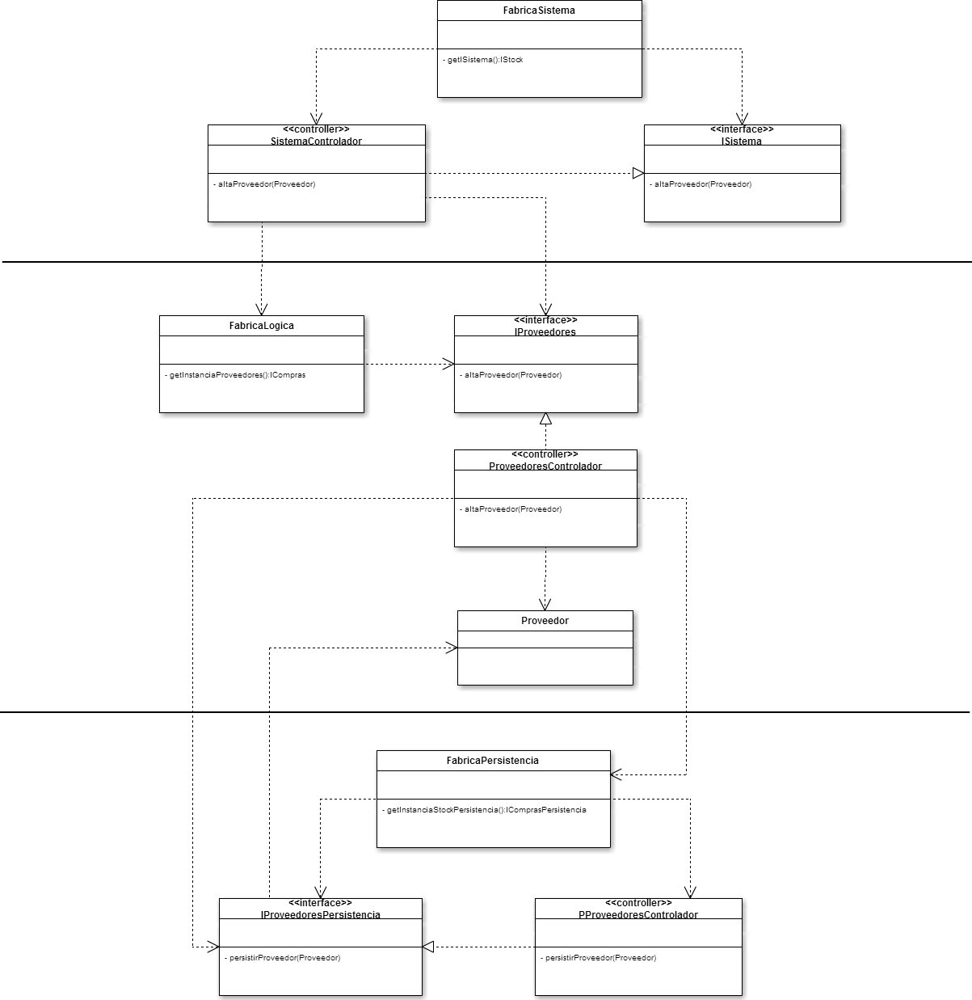 FabricaSistema
- getISistema():IStock
<<controller>>
SistemaControlador
- altaProveedor(Proveedor)
<<interface>>
ISistema
- altaProveedor(Proveedor)
FabricaLogica
- getInstanciaProveedores():ICompras
<<interface>>
IProveedores
- altaProveedor(Proveedor)
<<controller>>
ProveedoresControlador
- altaProveedor(Proveedor)
Proveedor
FabricaPersistencia
- getInstanciaStockPersistencia():IComprasPersistencia
<<interface>>
IProveedoresPersistencia
- persistirProveedor(Proveedor)
<<controller>>
PProveedoresControlador
- persistirProveedor(Proveedor)